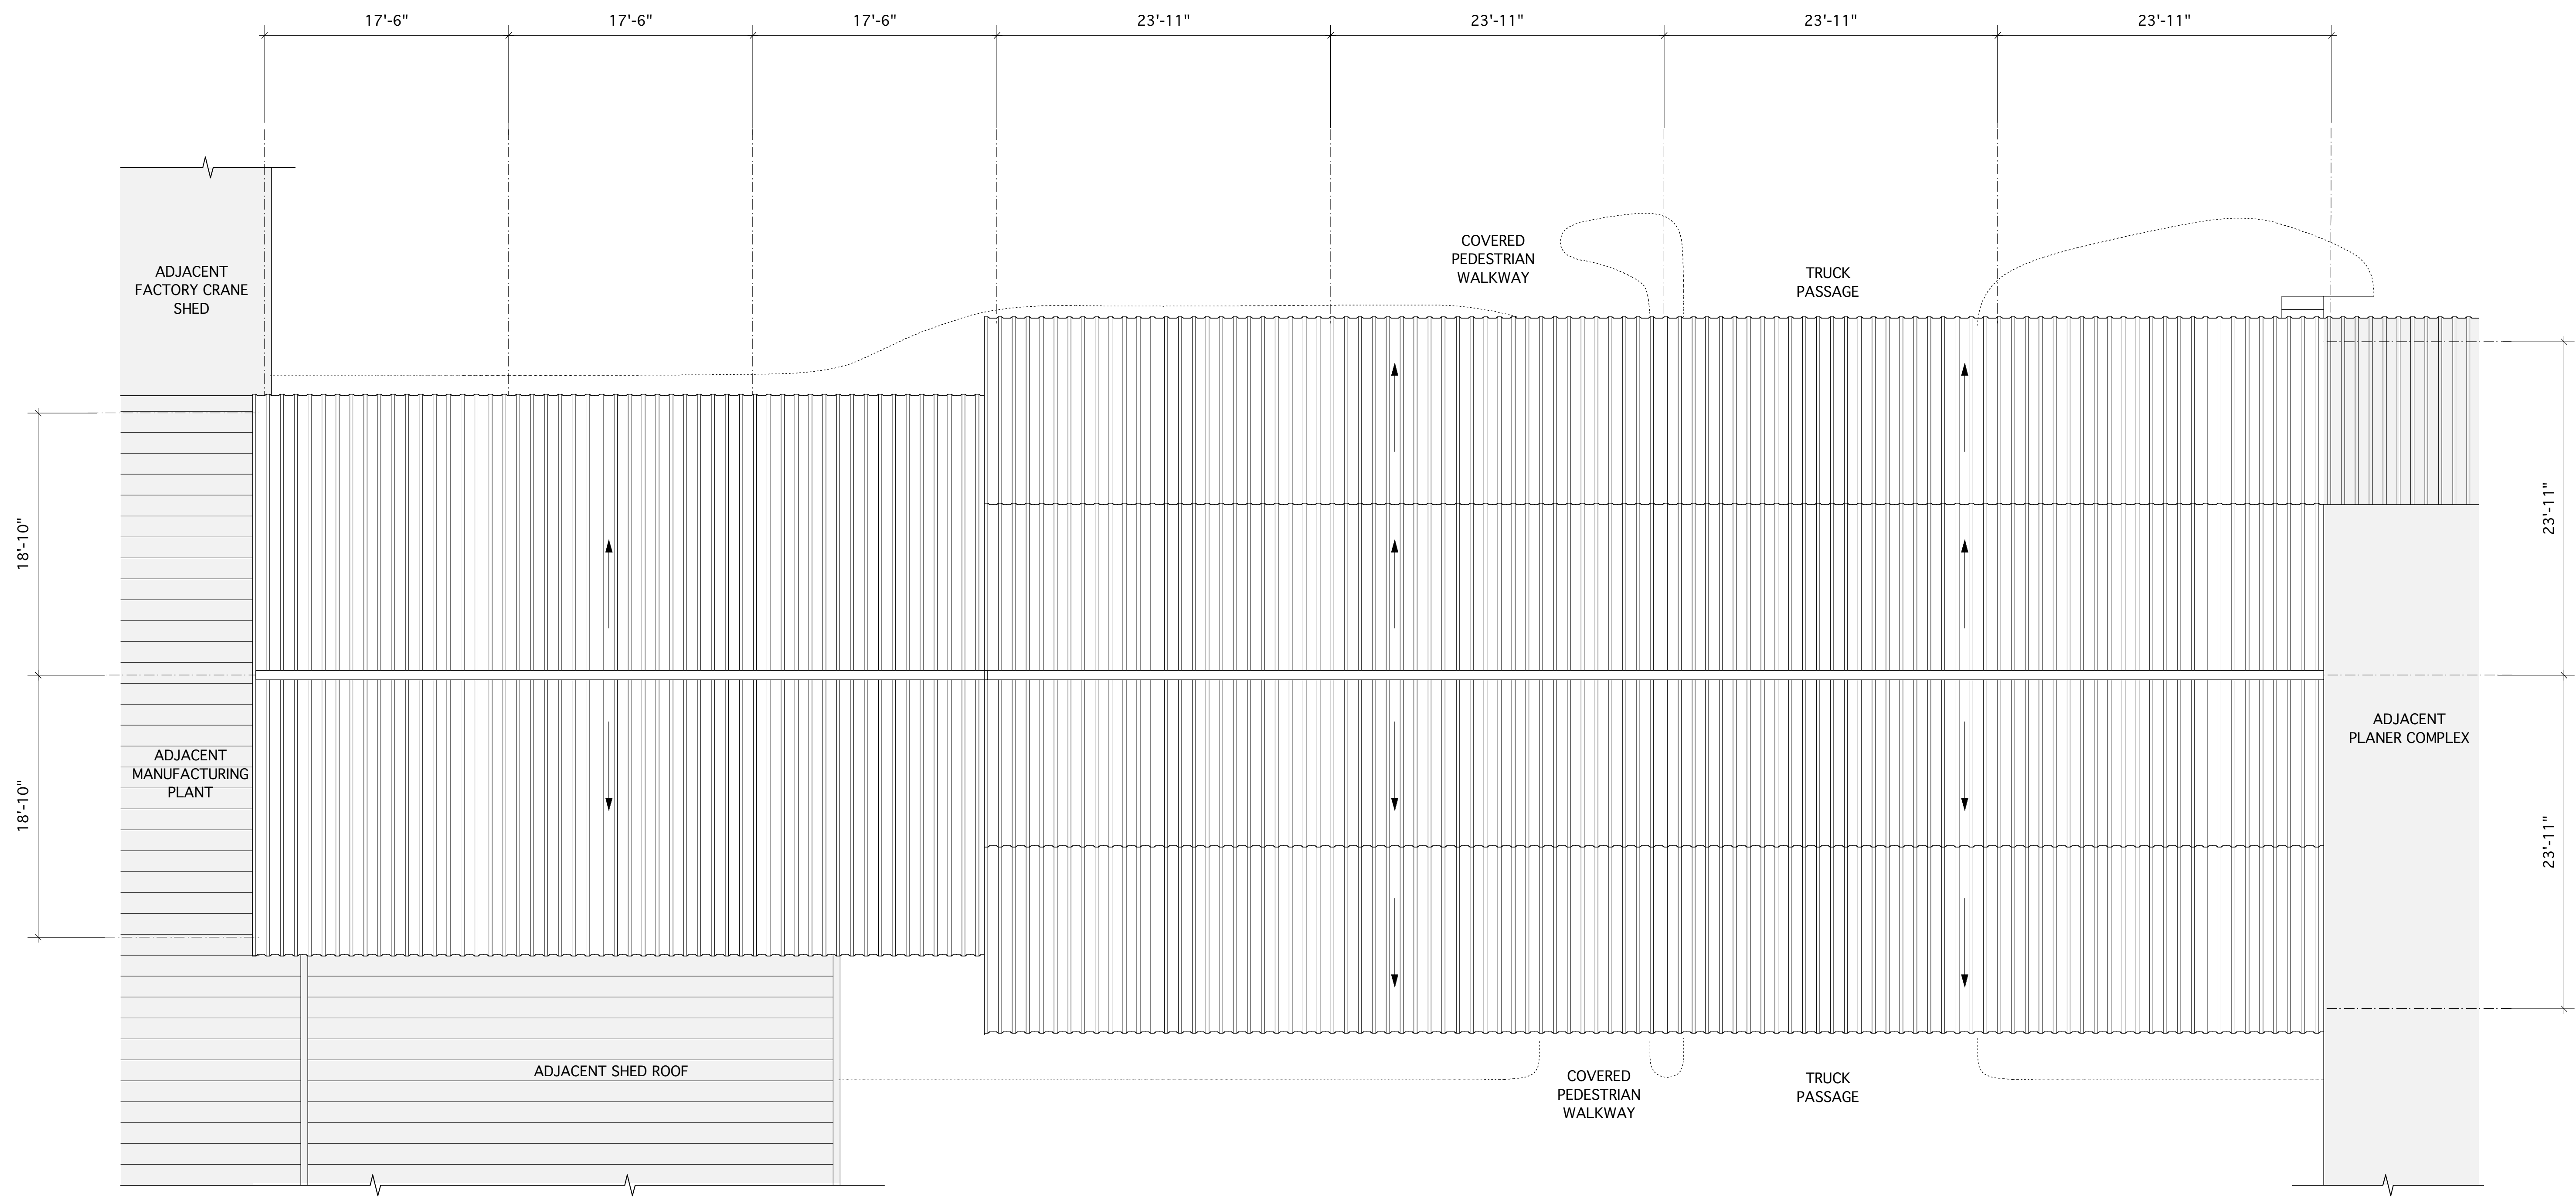 17'-6"
17'-6"
17'-6"
23'-11"
23'-11"
23'-11"
23'-11"
COVERED
PEDESTRIAN
WALKWAY
TRUCK
PASSAGE
ADJACENT
FACTORY CRANE
SHED
18'-10"
23'-11"
ADJACENT
PLANER COMPLEX
ADJACENT
MANUFACTURING
PLANT
18'-10"
23'-11"
ADJACENT SHED ROOF
COVERED
PEDESTRIAN
WALKWAY
TRUCK
PASSAGE